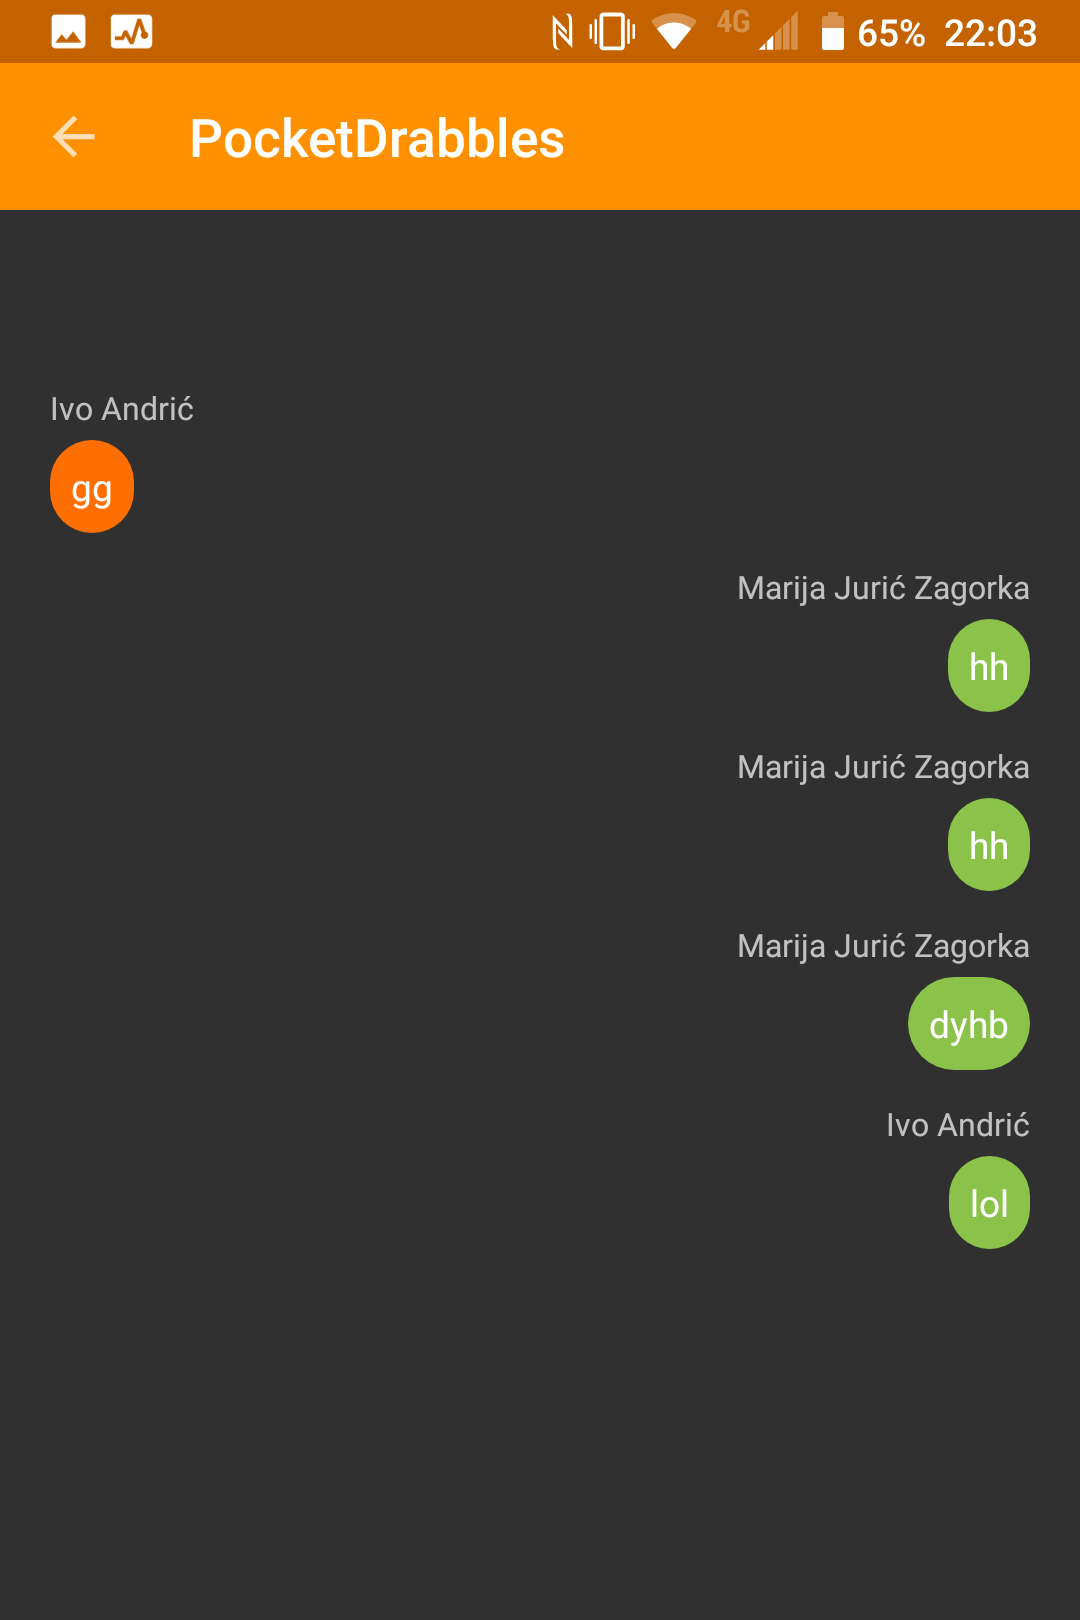 4G 65% 22:03
PocketDrabbles
Ivo Andrić
gg
Marija Jurić Zagorka
hh
Marija Jurić Zagorka
hh
Marija Jurić Zagorka
dyhb
Ivo Andrić
lol